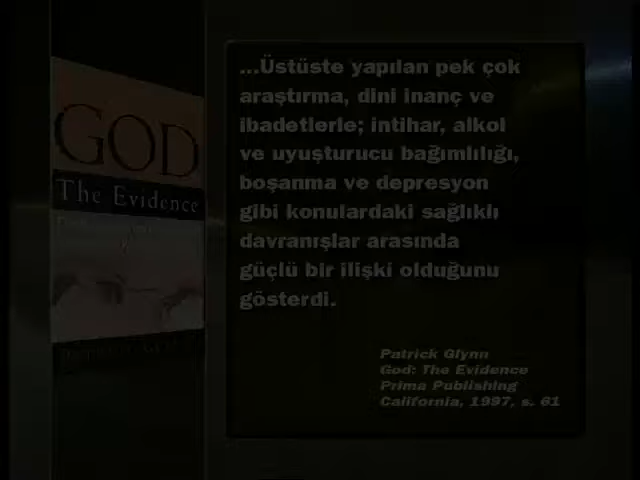 GOD
The Evidence
...Üstüste yapılan pek çok
araştırma, dini inanç ve
ibadetlerle; intihar, alkol
ve uyuşturucu bağımlılığı,
boşanma ve depresyon
gibi konulardaki sağlıklı
davranışlar arasında
güçlü bir ilişki olduğunu
gösterdi.
Patrick Glynn
God: The Evidence
Prima Publishing
California, 1997, s. 61